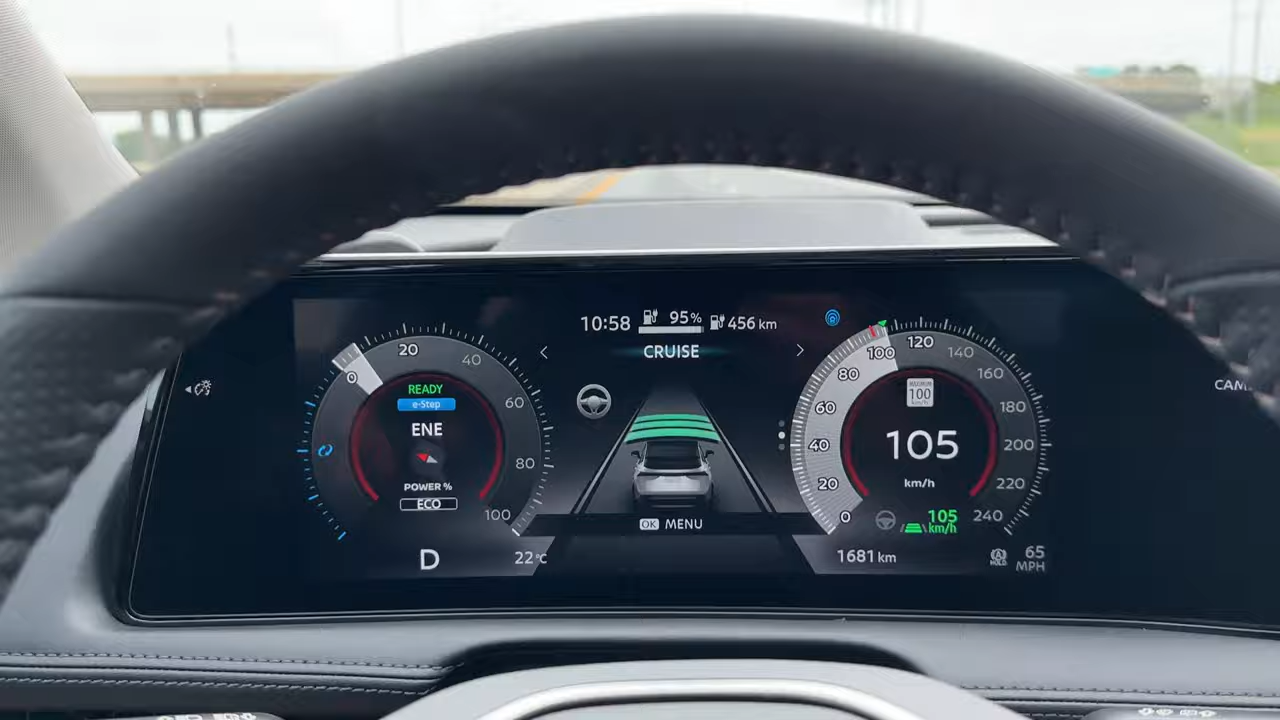 10:58 95% 456 km
CRUISE
0 20 40 60 80 100
READY
e-Step
ENE
POWER %
ECO
D
22°C
OK MENU
0 20 40 60 80 100 120 140 160 180 200 220 240
MAXIMUM
100
km/h
105
km/h
105
km/h
1681 km
(A)
HOLD
65
MPH
CAM